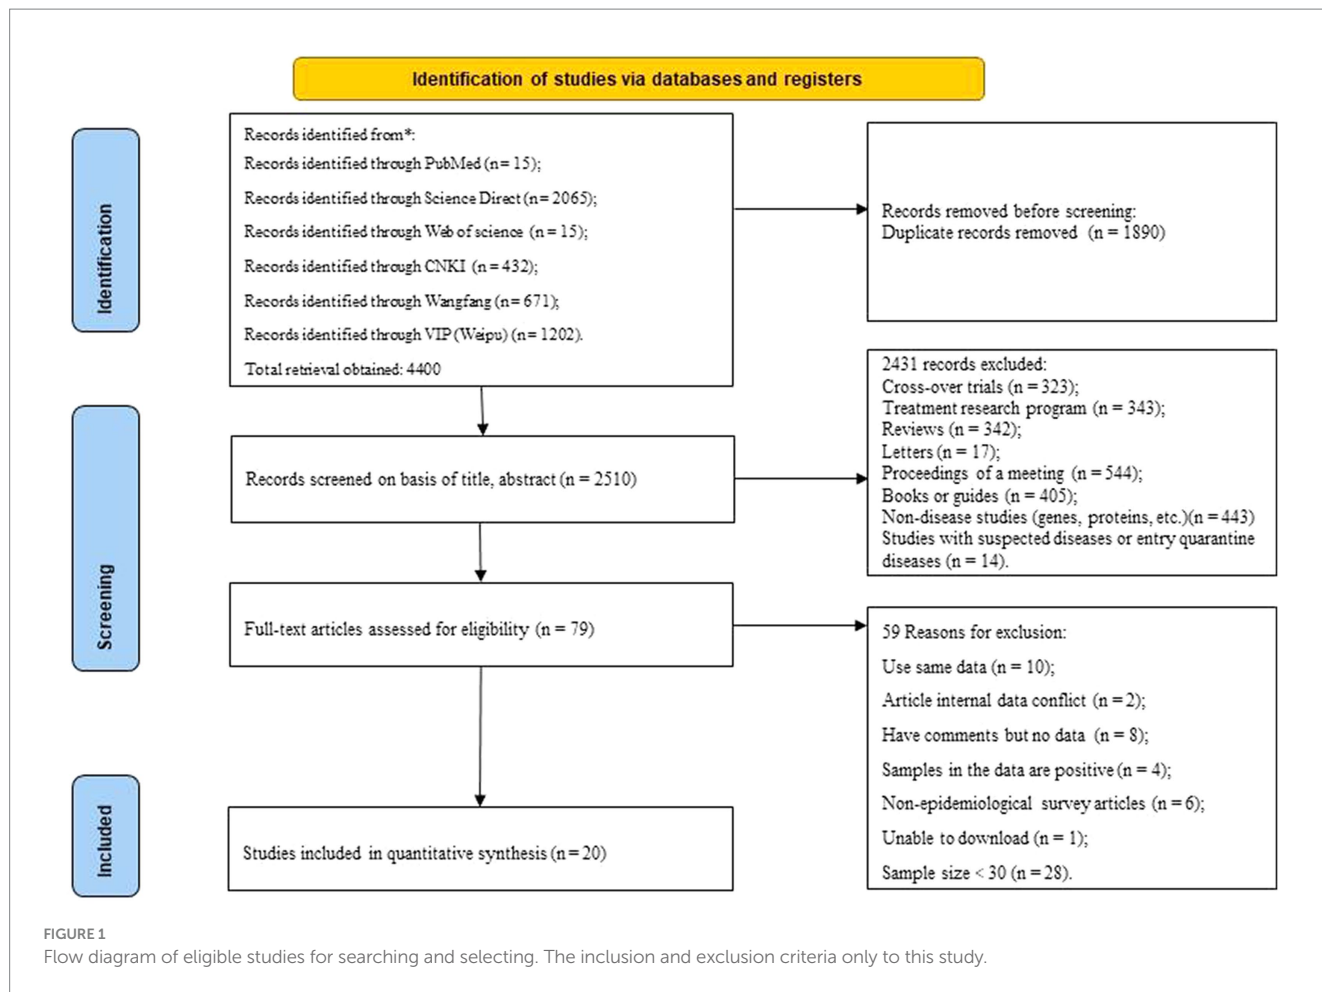 Identification of studies via databases and registers
Identification
Records identified from*:
Records identified through PubMed (n= 15);
Records identified through Science Direct (n= 2065);
Records identified through Web of science (n = 15);
Records identified through CNKI (n = 432);
Records identified through Wangfang (n= 671);
Records identified through VIP (Weipu) (n= 1202).
Total retrieval obtained: 4400
Records removed before screening:
Duplicate records removed (n = 1890)
Screening
Records screened on basis of title, abstract (n = 2510)
2431 records excluded:
Cross-over trials (n = 323);
Treatment research program (n = 343);
Reviews (n = 342);
Letters (n = 17);
Proceedings of a meeting (n = 544);
Books or guides (n = 405);
Non-disease studies (genes, proteins, etc.)(n = 443)
Studies with suspected diseases or entry quarantine
diseases (n = 14).
Full-text articles assessed for eligibility (n = 79)
59 Reasons for exclusion:
Use same data (n = 10);
Article internal data conflict (n = 2);
Have comments but no data (n = 8);
Samples in the data are positive (n = 4);
Non-epidemiological survey articles (n = 6);
Unable to download (n = 1);
Sample size < 30 (n = 28).
Included
Studies included in quantitative synthesis (n = 20)
FIGURE 1
Flow diagram of eligible studies for searching and selecting. The inclusion and exclusion criteria only to this study.